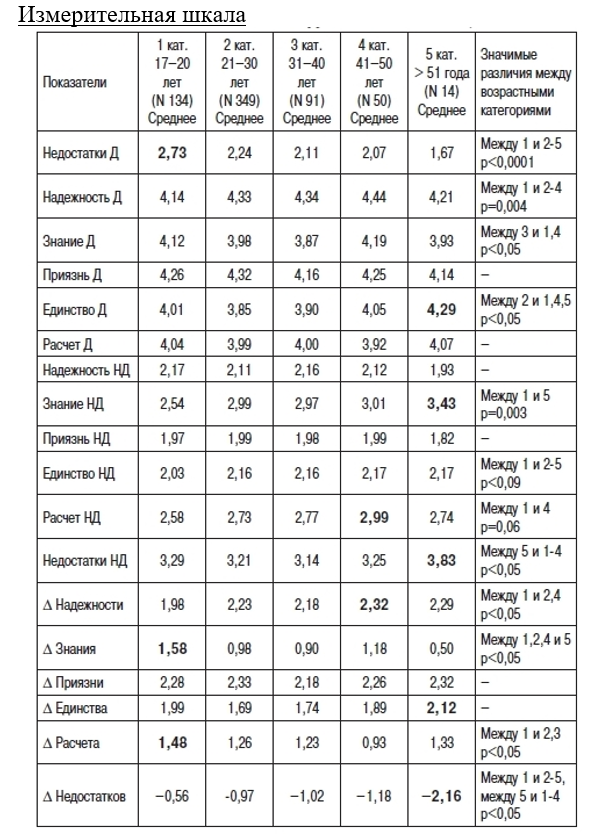 Измерительная шкала
Показатели | 1 кат. 17–20 лет (N 134) Среднее | 2 кат. 21–30 лет (N 349) Среднее | 3 кат. 31–40 лет (N 91) Среднее | 4 кат. 41–50 лет (N 50) Среднее | 5 кат. > 51 года (N 14) Среднее | Значимые различия между возрастными категориями
Недостатки Д | 2,73 | 2,24 | 2,11 | 2,07 | 1,67 | Между 1 и 2-5 p<0,0001
Надежность Д | 4,14 | 4,33 | 4,34 | 4,44 | 4,21 | Между 1 и 2-4 p=0,004
Знание Д | 4,12 | 3,98 | 3,87 | 4,19 | 3,93 | Между 3 и 1,4 p<0,05
Приязнь Д | 4,26 | 4,32 | 4,16 | 4,25 | 4,14 | –
Единство Д | 4,01 | 3,85 | 3,90 | 4,05 | 4,29 | Между 2 и 1,4,5 p<0,05
Расчет Д | 4,04 | 3,99 | 4,00 | 3,92 | 4,07 | –
Надежность НД | 2,17 | 2,11 | 2,16 | 2,12 | 1,93 | –
Знание НД | 2,54 | 2,99 | 2,97 | 3,01 | 3,43 | Между 1 и 5 p=0,003
Приязнь НД | 1,97 | 1,99 | 1,98 | 1,99 | 1,82 | –
Единство НД | 2,03 | 2,16 | 2,16 | 2,17 | 2,17 | Между 1 и 2-5 p<0,09
Расчет НД | 2,58 | 2,73 | 2,77 | 2,99 | 2,74 | Между 1 и 4 p=0,06
Недостатки НД | 3,29 | 3,21 | 3,14 | 3,25 | 3,83 | Между 5 и 1-4 p<0,05
Δ Надежности | 1,98 | 2,23 | 2,18 | 2,32 | 2,29 | Между 1 и 2,4 p<0,05
Δ Знания | 1,58 | 0,98 | 0,90 | 1,18 | 0,50 | Между 1,2,4 и 5 p<0,05
Δ Приязни | 2,28 | 2,33 | 2,18 | 2,26 | 2,32 | –
Δ Единства | 1,99 | 1,69 | 1,74 | 1,89 | 2,12 | –
Δ Расчета | 1,48 | 1,26 | 1,23 | 0,93 | 1,33 | Между 1 и 2,3 p<0,05
Δ Недостатков | –0,56 | -0,97 | –1,02 | –1,18 | –2,16 | Между 1 и 2-5, между 5 и 1-4 p<0,05